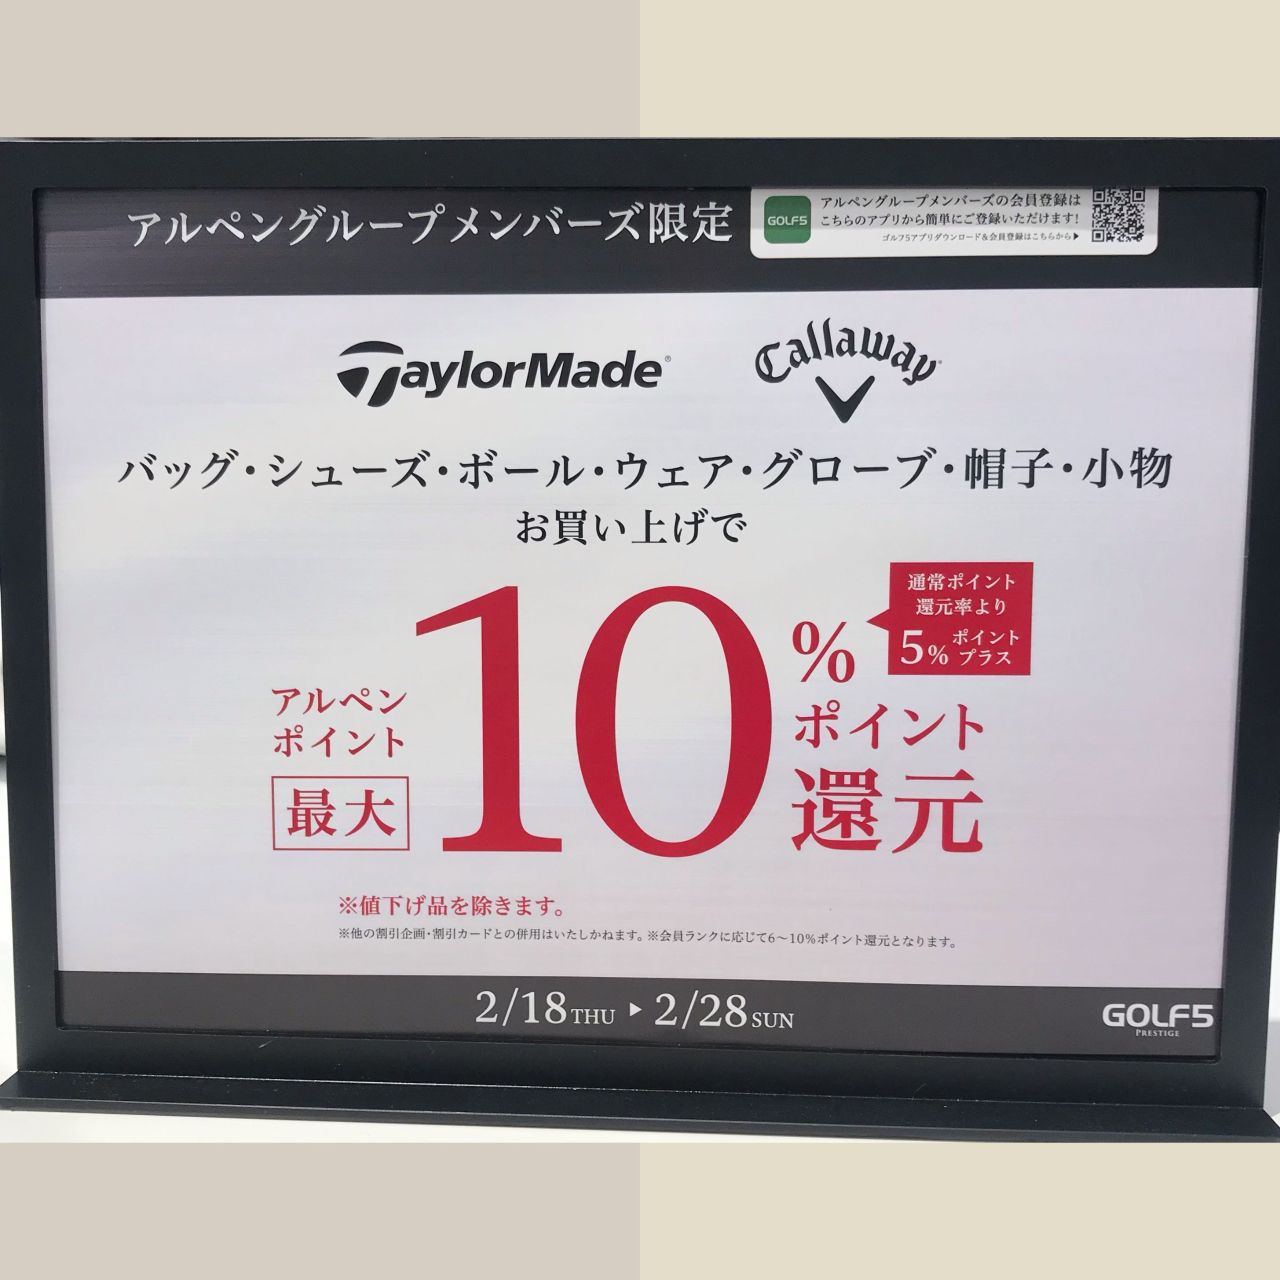 アルペングループメンバーズ限定
GOLF5
アルペングループメンバーズの会員登録は
こちらのアプリから簡単にご登録いただけます!
ゴルフ5アプリダウンロード&会員登録はこちらから▶
TaylorMade®
Callaway®
バッグ・シューズ・ボール・ウェア・グローブ・帽子・小物
お買い上げで
アルペン
ポイント
最大
10%
ポイント
還元
通常ポイント
還元率より
5%ポイント
プラス
※値下げ品を除きます。
※他の割引企画・割引カードとの併用はいたしかねます。※会員ランクに応じて6〜10%ポイント還元となります。
2/18THU ▶ 2/28SUN
GOLF5
PRESTIGE